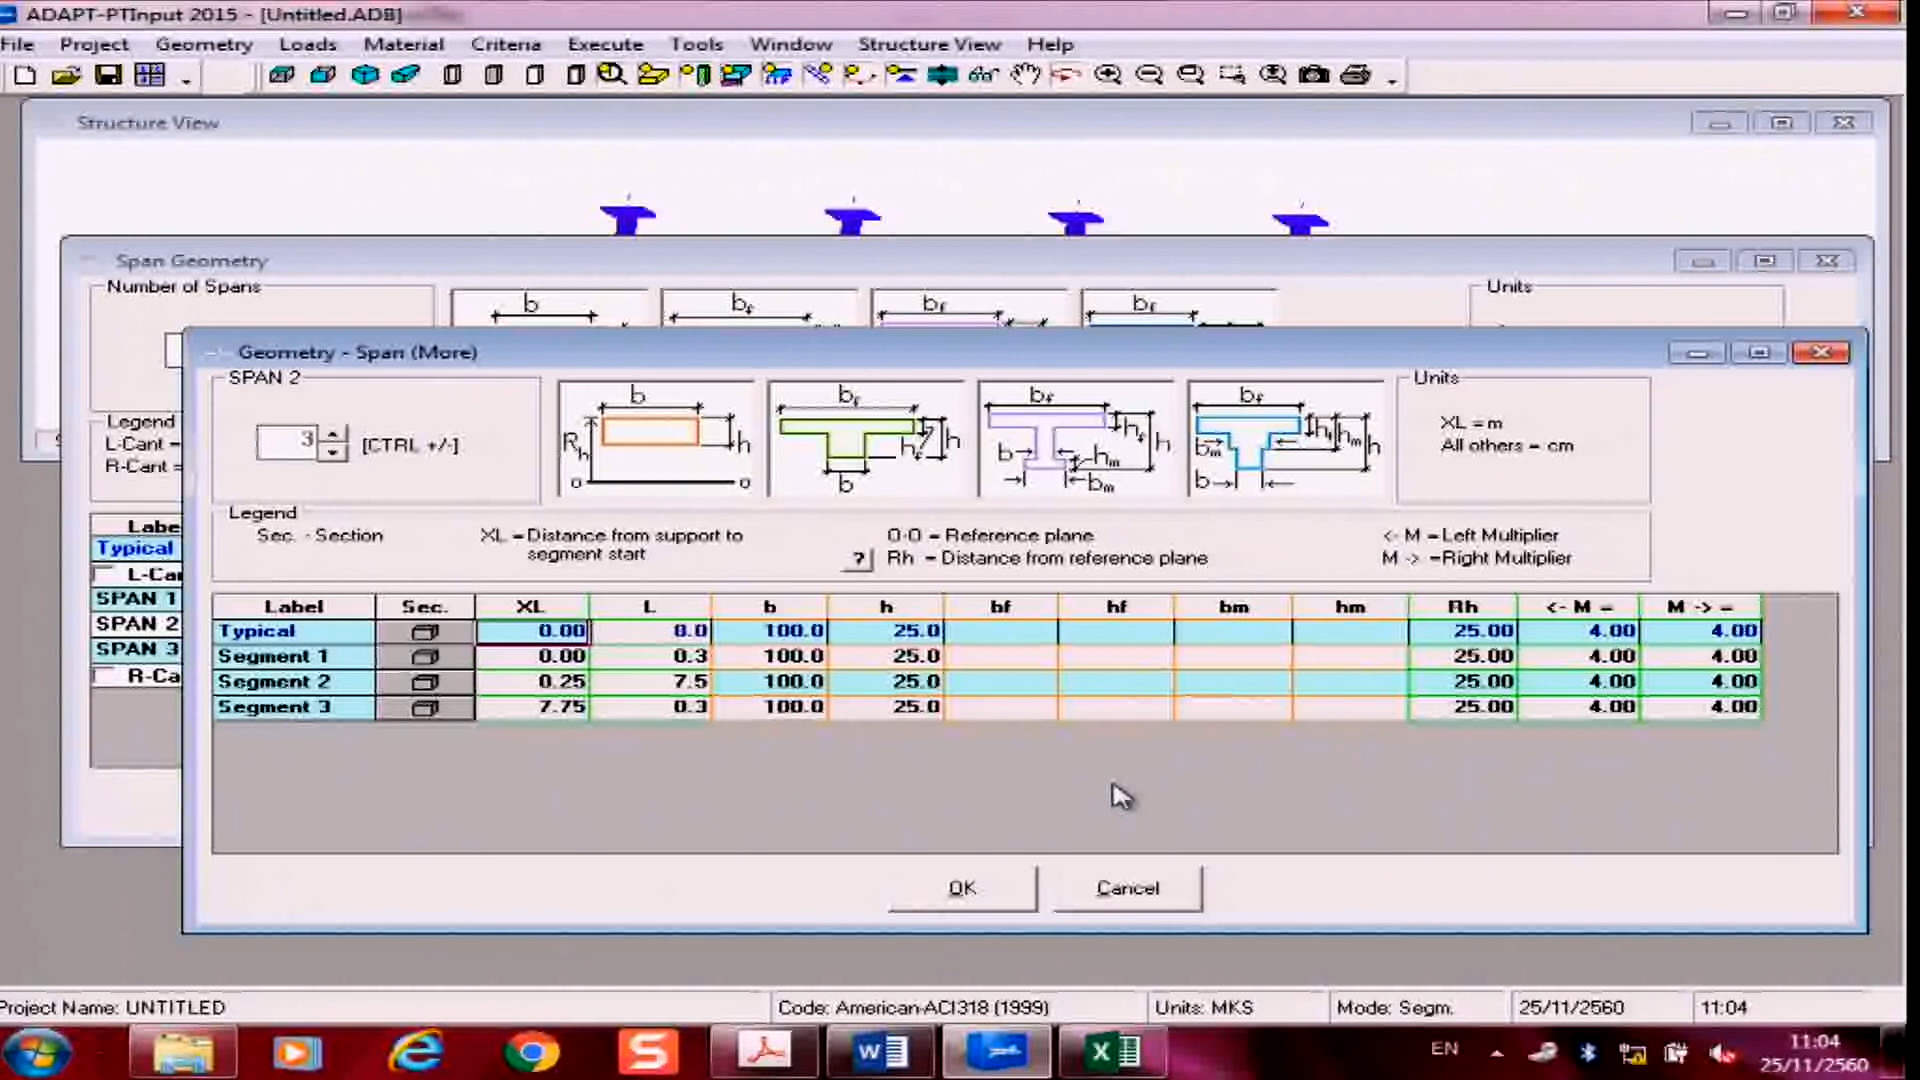 ADAPT-PTInput 2015 - [Untitled.ADB]
File Project Geometry Loads Material Criteria Execute Tools Window Structure View Help
Structure View
Span Geometry
Number of Spans
b
bf
bf
bf
Units
Geometry - Span (More)
SPAN 2
3
[CTRL +/-]
b
Rh
h
o
o
bf
hf
h
b
bf
hf
h
b
hm
bm
bf
hf
hm
h
bm
b
Units
XL = m
All others = cm
Legend
L-Cant =
R-Cant =
Legend
Sec. - Section
XL = Distance from support to
segment start
?
O-O = Reference plane
Rh = Distance from reference plane
<- M = Left Multiplier
M -> =Right Multiplier
Labe
Typical
L-Ca
SPAN 1
SPAN 2
SPAN 3
R-Ca
Label Sec. XL L b h bf hf bm hm Rh <- M = M -> =
Typical 0.00 8.0 100.0 25.0 25.00 4.00 4.00
Segment 1 0.00 0.3 100.0 25.0 25.00 4.00 4.00
Segment 2 0.25 7.5 100.0 25.0 25.00 4.00 4.00
Segment 3 7.75 0.3 100.0 25.0 25.00 4.00 4.00
OK
Cancel
Project Name: UNTITLED
Code: American-ACI318 (1999)
Units: MKS
Mode: Segm.
25/11/2560
11:04
EN
11:04
25/11/2560